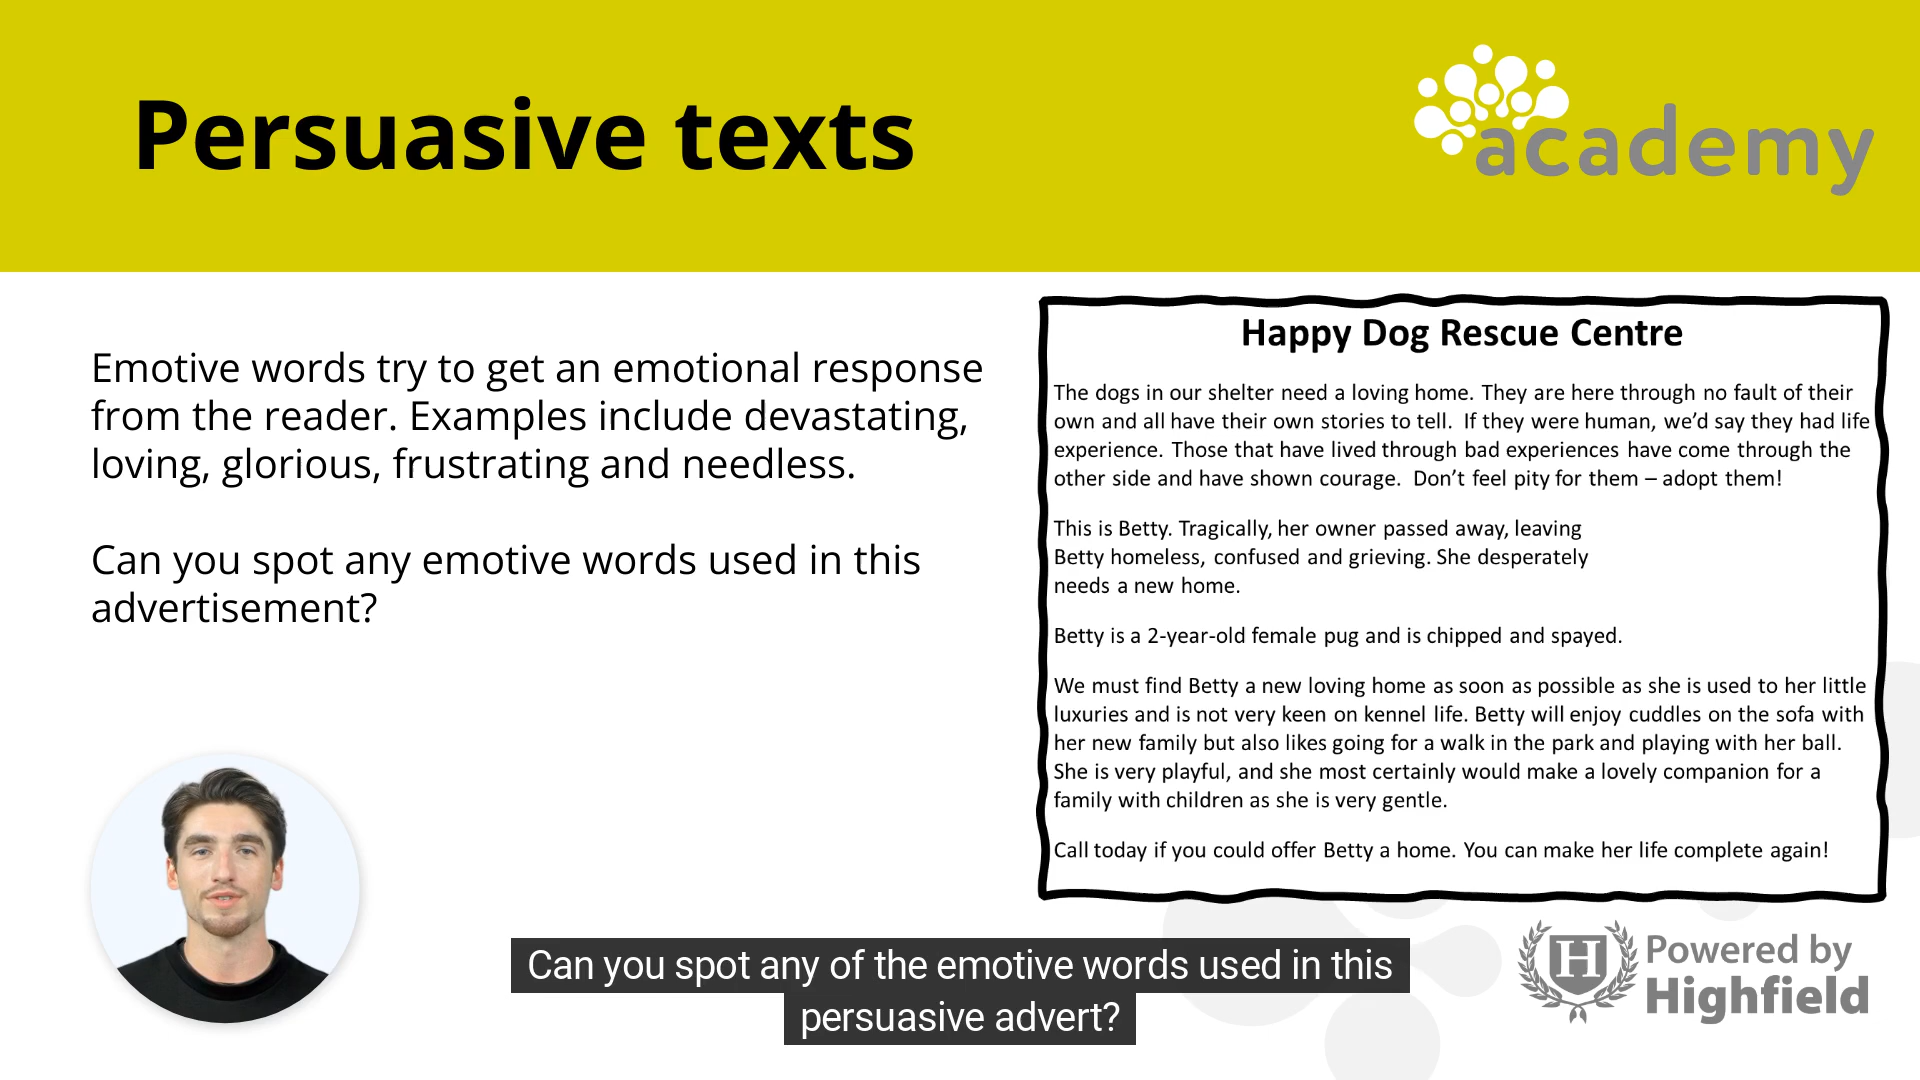 Persuasive texts
academy
Emotive words try to get an emotional response
from the reader. Examples include devastating,
loving, glorious, frustrating and needless.
Can you spot any emotive words used in this
advertisement?
Happy Dog Rescue Centre
The dogs in our shelter need a loving home. They are here through no fault of their
own and all have their own stories to tell. If they were human, we’d say they had life
experience. Those that have lived through bad experiences have come through the
other side and have shown courage. Don’t feel pity for them – adopt them!
This is Betty. Tragically, her owner passed away, leaving
Betty homeless, confused and grieving. She desperately
needs a new home.
Betty is a 2-year-old female pug and is chipped and spayed.
We must find Betty a new loving home as soon as possible as she is used to her little
luxuries and is not very keen on kennel life. Betty will enjoy cuddles on the sofa with
her new family but also likes going for a walk in the park and playing with her ball.
She is very playful, and she most certainly would make a lovely companion for a
family with children as she is very gentle.
Call today if you could offer Betty a home. You can make her life complete again!
Can you spot any of the emotive words used in this
persuasive advert?
H
Powered by
Highfield